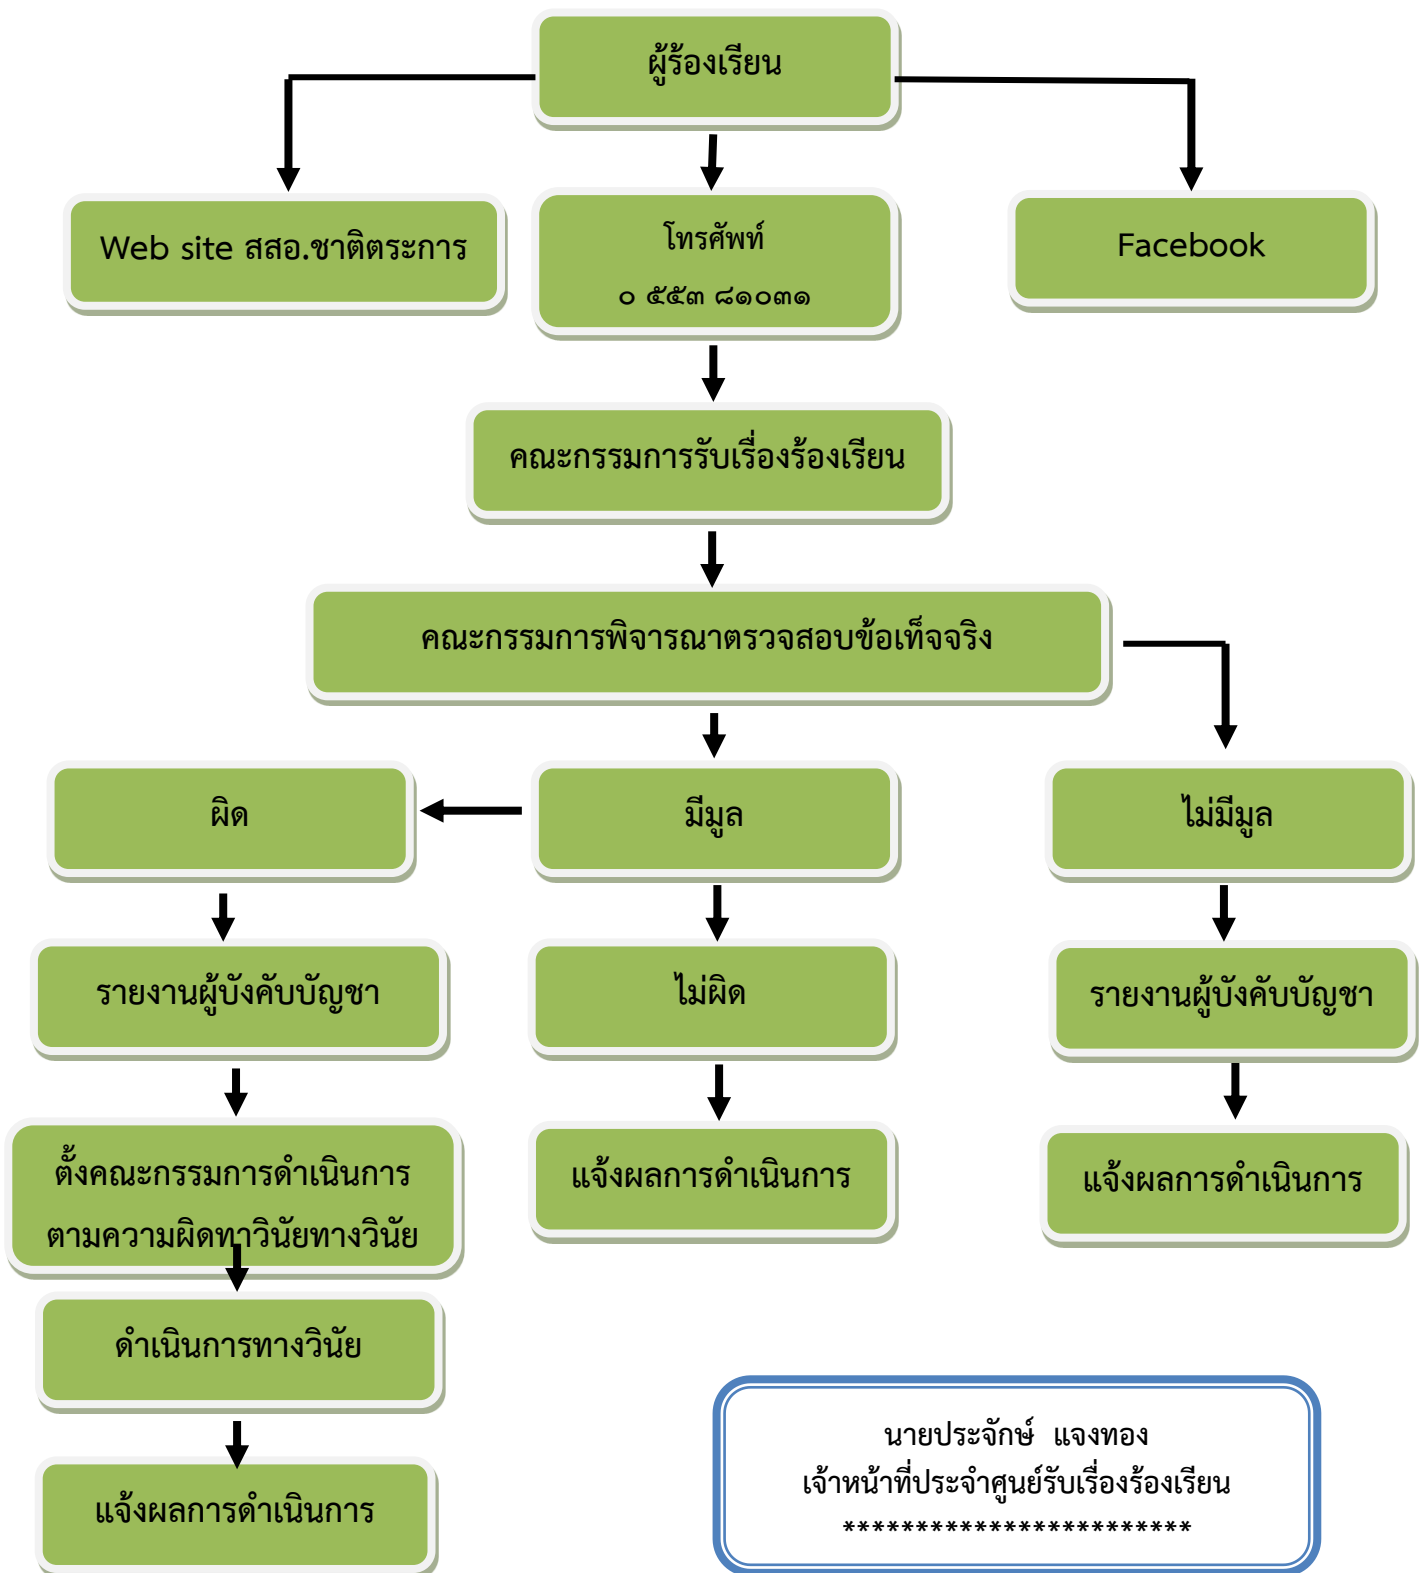 ผู้ร้องเรียน
Web site สสอ.ชาติตระการ
โทรศัพท์
๐ ๕๕๓ ๘๑๐๓๑
Facebook
คณะกรรมการรับเรื่องร้องเรียน
คณะกรรมการพิจารณาตรวจสอบข้อเท็จจริง
ผิด
มีมูล
ไม่มีมูล
รายงานผู้บังคับบัญชา
ไม่ผิด
รายงานผู้บังคับบัญชา
ตั้งคณะกรรมการดำเนินการ
ตามความผิดทาวินัยทางวินัย
แจ้งผลการดำเนินการ
แจ้งผลการดำเนินการ
ดำเนินการทางวินัย
แจ้งผลการดำเนินการ
นายประจักษ์ แจงทอง
เจ้าหน้าที่ประจำศูนย์รับเรื่องร้องเรียน
************************